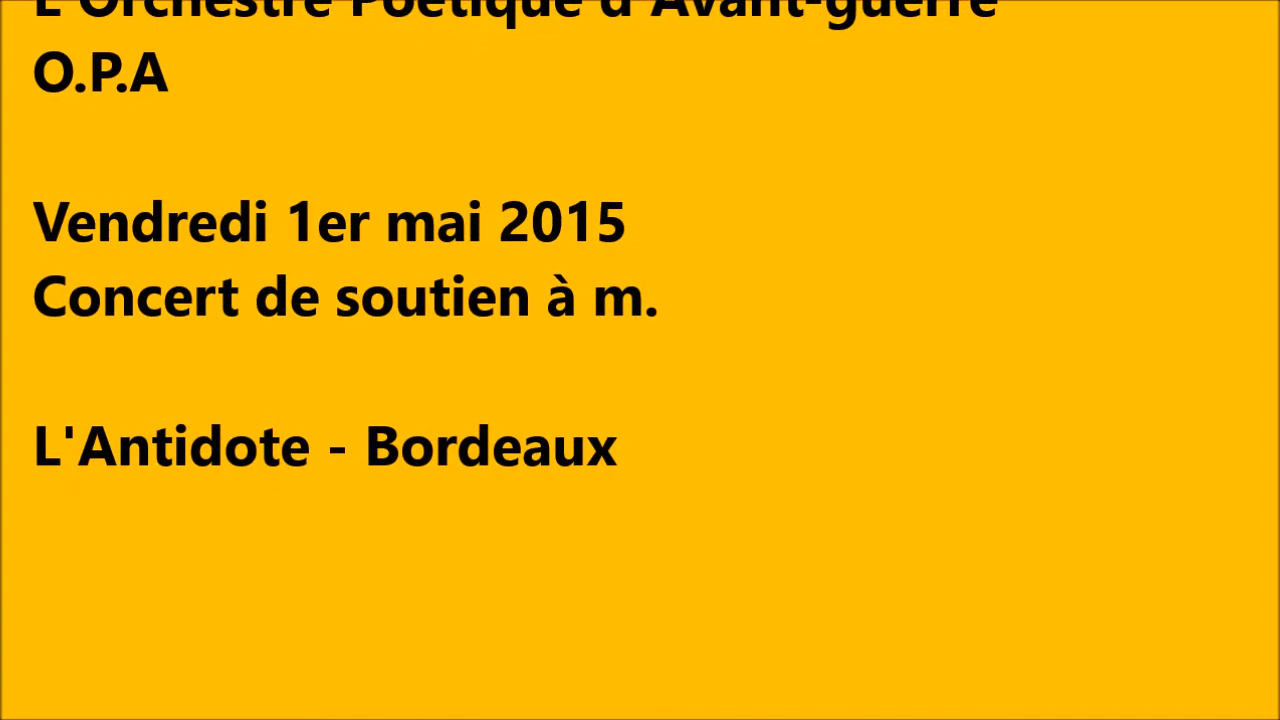 L'Orchestre Poétique d'Avant-guerre
O.P.A
Vendredi 1er mai 2015
Concert de soutien à m.
L'Antidote - Bordeaux